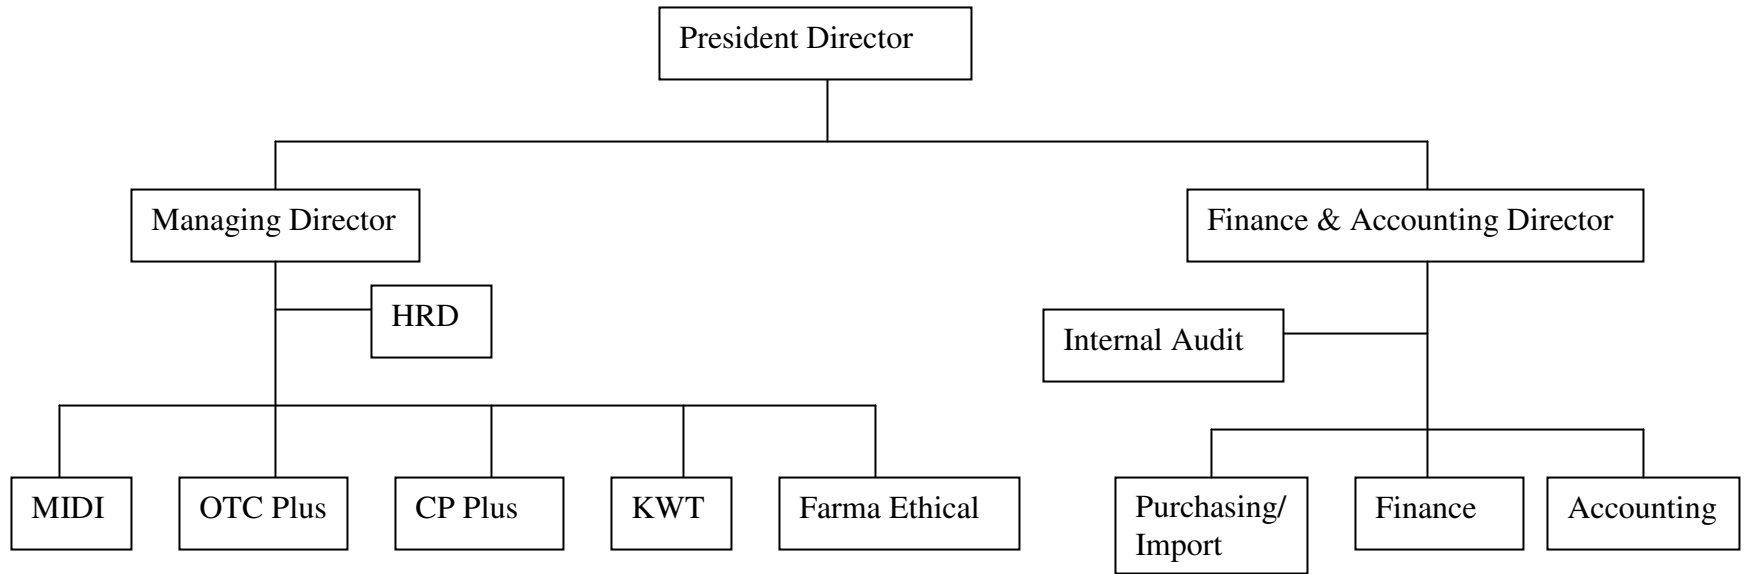 President Director
Managing Director
Finance & Accounting Director
HRD
Internal Audit
MIDI
OTC Plus
CP Plus
KWT
Farma Ethical
Purchasing/
Import
Finance
Accounting